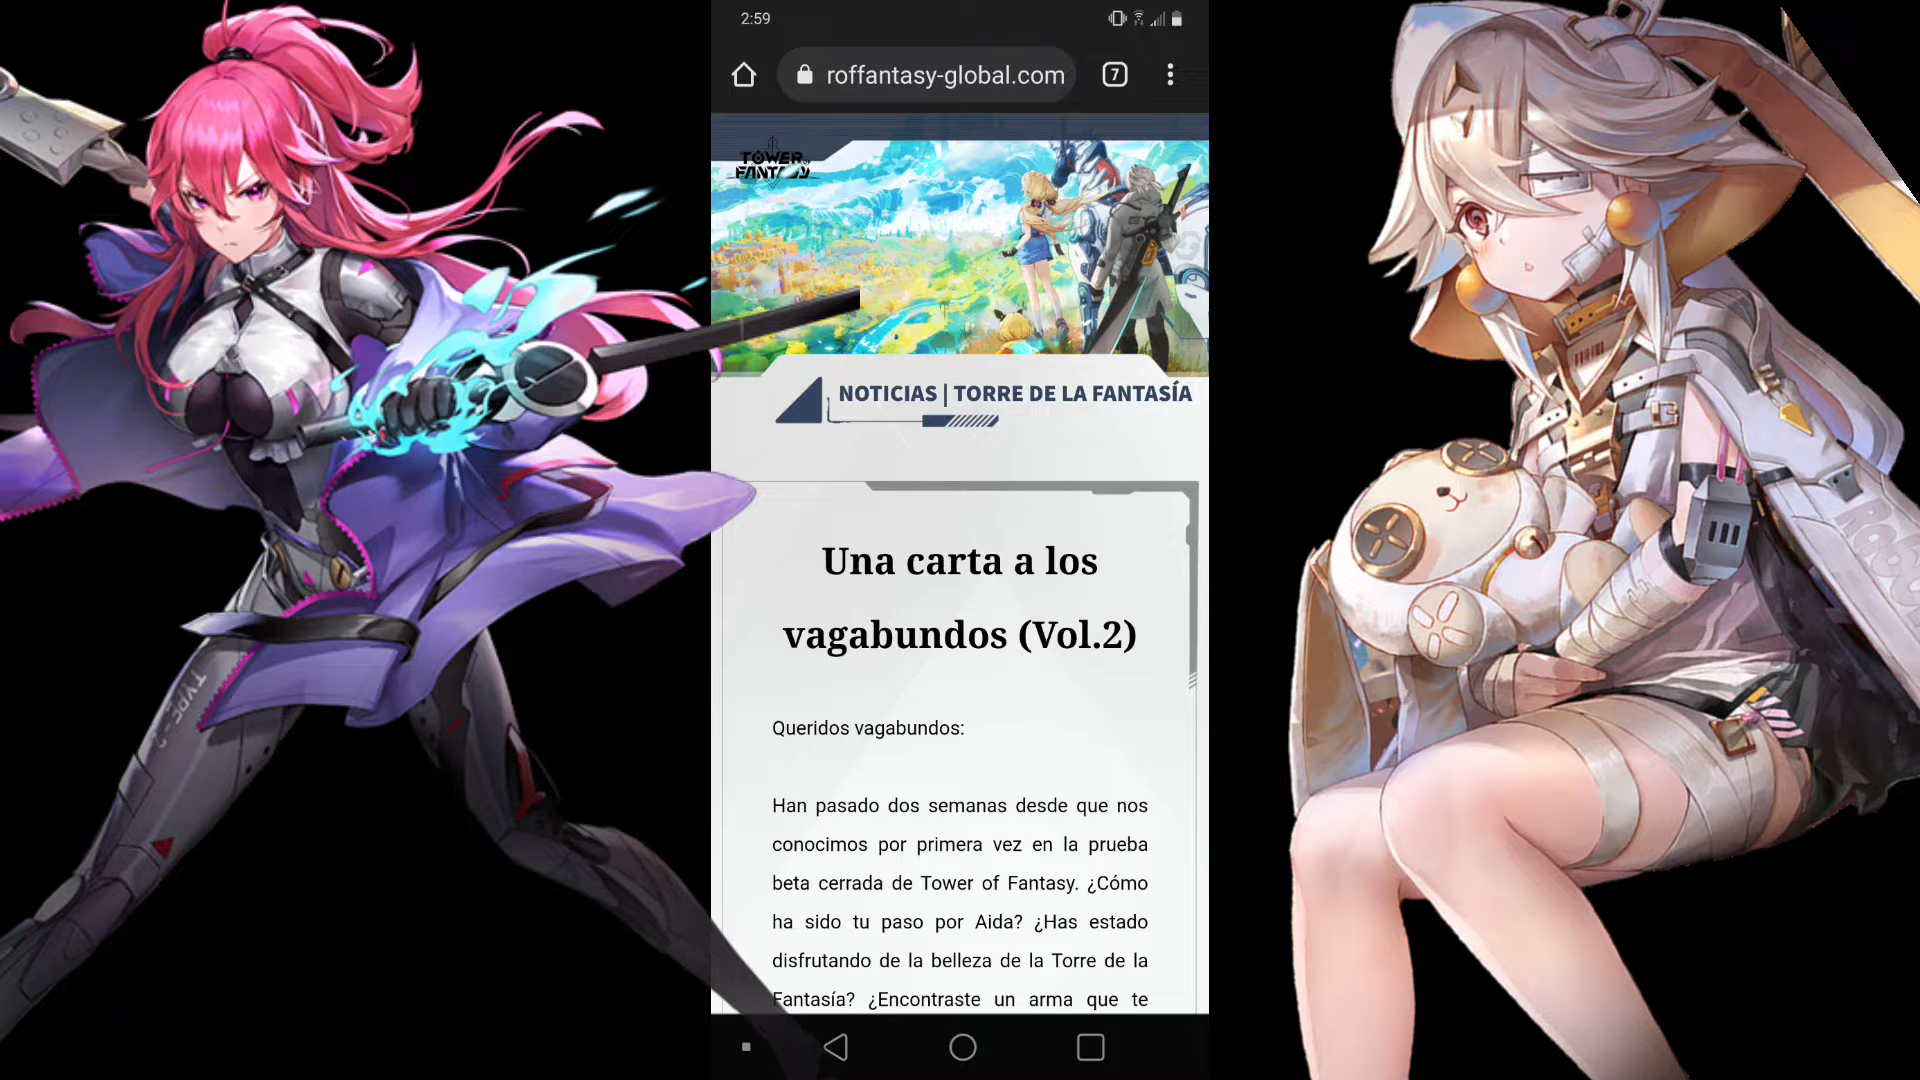 2:59
roffantasy-global.com
7
TOWER OF
FANTASY
NOTICIAS | TORRE DE LA FANTASÍA
Una carta a los
vagabundos (Vol.2)
Queridos vagabundos:
Han pasado dos semanas desde que nos
conocimos por primera vez en la prueba
beta cerrada de Tower of Fantasy. ¿Cómo
ha sido tu paso por Aida? ¿Has estado
disfrutando de la belleza de la Torre de la
Fantasía? ¿Encontraste un arma que te
TYPE-2